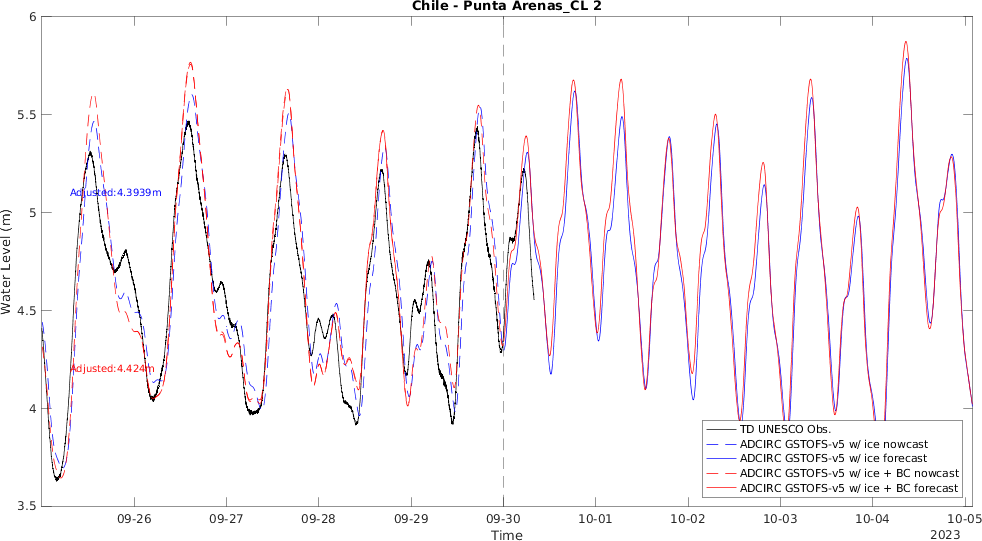 Chile - Punta Arenas_CL 2
Water Level (m)
6
5.5
5
4.5
4
3.5
Adjusted:4.3939m
Adjusted:4.424m
TD UNESCO Obs.
ADCIRC GSTOFS-v5 w/ ice nowcast
ADCIRC GSTOFS-v5 w/ ice forecast
ADCIRC GSTOFS-v5 w/ ice + BC nowcast
ADCIRC GSTOFS-v5 w/ ice + BC forecast
09-26 09-27 09-28 09-29 09-30 10-01 10-02 10-03 10-04 10-05
Time
2023